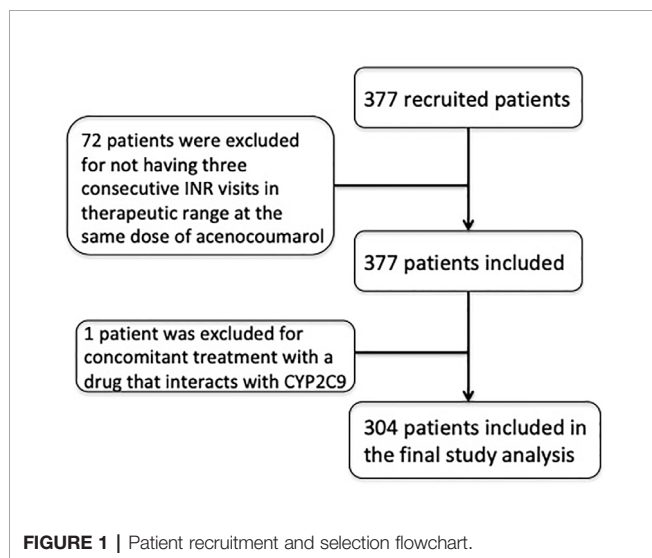 377 recruited patients
72 patients were excluded
for not having three
consecutive INR visits in
therapeutic range at the
same dose of acenocoumarol
377 patients included
1 patient was excluded for
concomitant treatment with a
drug that interacts with CYP2C9
304 patients included in
the final study analysis
FIGURE 1 | Patient recruitment and selection flowchart.